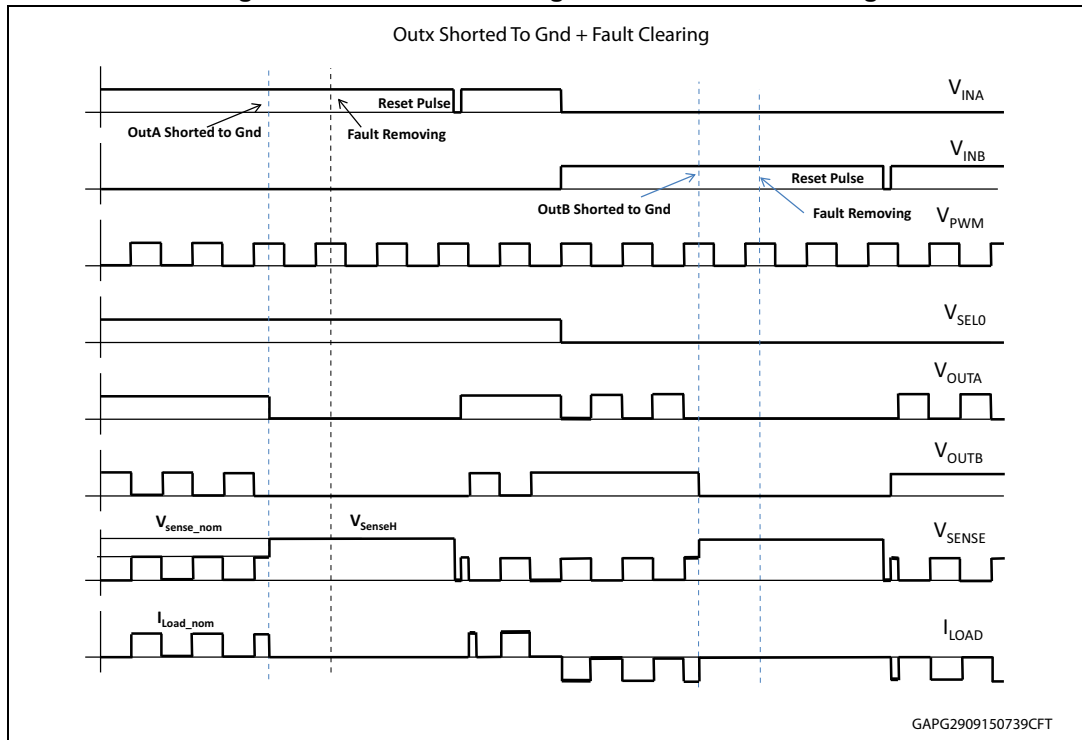 Outx Shorted To Gnd + Fault Clearing
V_INA
Reset Pulse
OutA Shorted to Gnd
Fault Removing
V_INB
Reset Pulse
OutB Shorted to Gnd
Fault Removing
V_PWM
V_SEL0
V_OUTA
V_OUTB
V_sense_nom
V_SenseH
V_SENSE
I_Load_nom
I_LOAD
GAPG2909150739CFT